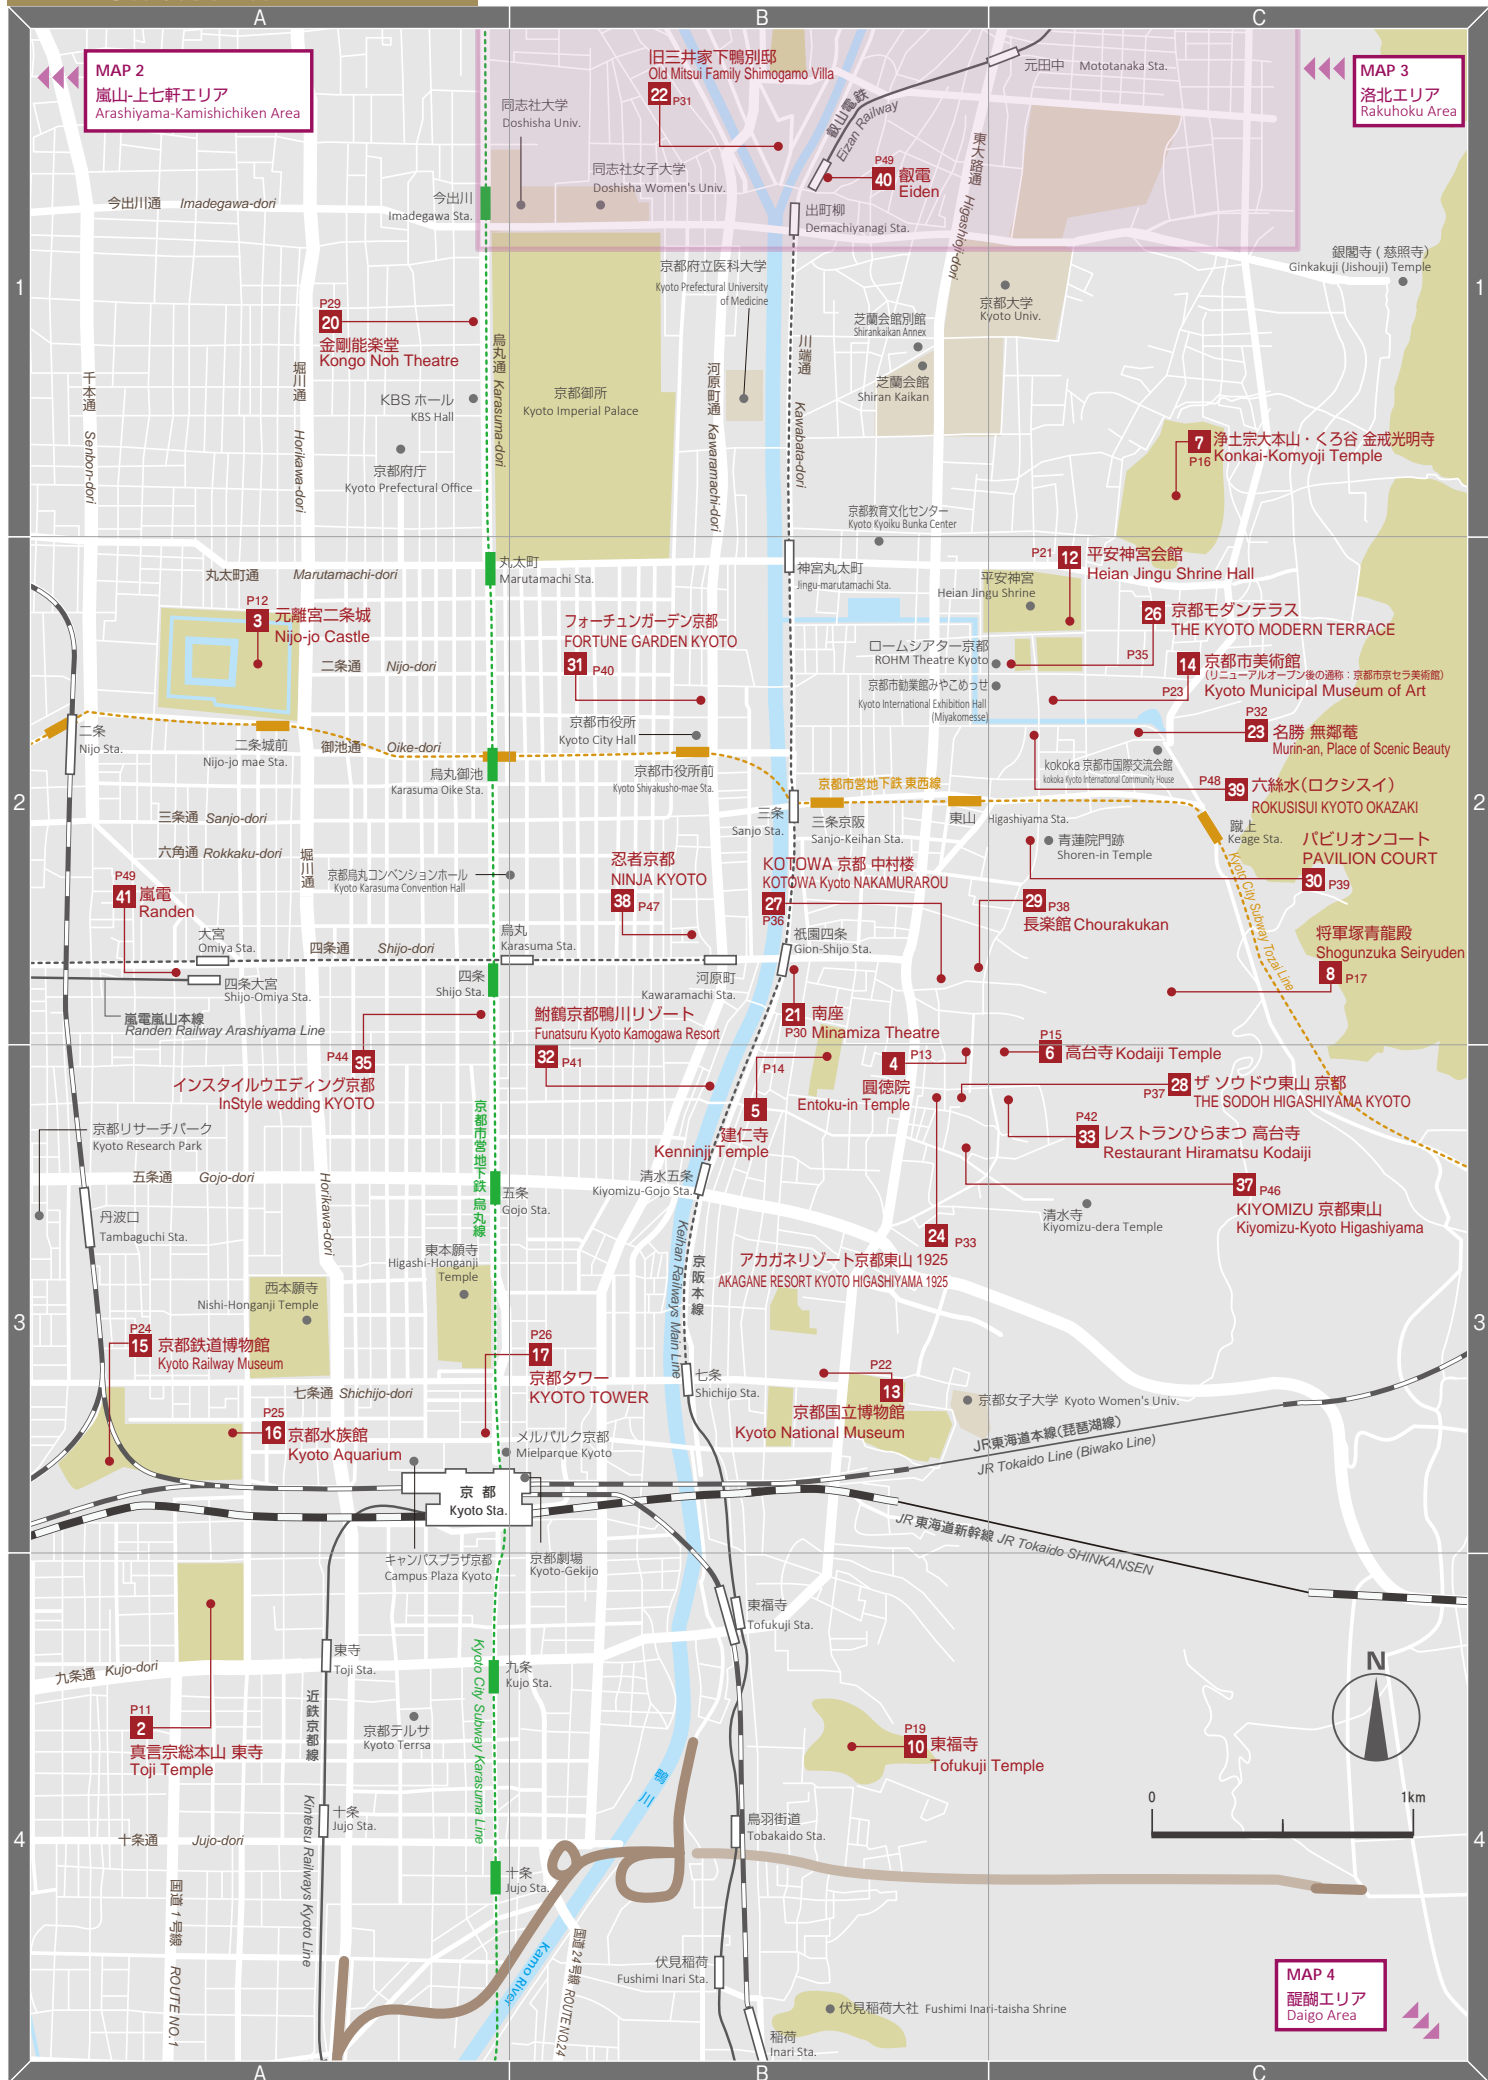 A
B
C
MAP 2
嵐山-上七軒エリア
Arashiyama-Kamishichiken Area
旧三井家下鴨別邸
Old Mitsui Family Shimogamo Villa
22 P31
元田中 Mototanaka Sta.
MAP 3
洛北エリア
Rakuhoku Area
同志社大学
Doshisha Univ.
叡山電鉄
Eizan Railway
同志社女子大学
Doshisha Women's Univ.
P49
40 叡電
Eiden
東大路通 Higashioji-dori
今出川通 Imadegawa-dori
今出川
Imadegawa Sta.
出町柳
Demachiyanagi Sta.
銀閣寺 ( 慈照寺)
Ginkakuji (Jishouji) Temple
京都府立医科大学
Kyoto Prefectural University
of Medicine
1
1
京都大学
Kyoto Univ.
P29
20
金剛能楽堂
Kongo Noh Theatre
芝蘭会館別館
Shirankaikan Annex
芝蘭会館
Shiran Kaikan
千本通 Senbon-dori
堀川通 Horikawa-dori
烏丸通 Karasuma-dori
河原町通 Kawaramachi-dori
川端通 Kawabata-dori
KBS ホール
KBS Hall
京都御所
Kyoto Imperial Palace
京都府庁
Kyoto Prefectural Office
7 浄土宗大本山・くろ谷 金戒光明寺
P16 Konkai-Komyoji Temple
京都教育文化センター
Kyoto Kyoiku Bunka Center
丸太町通 Marutamachi-dori
丸太町
Marutamachi Sta.
神宮丸太町
Jingu-marutamachi Sta.
P21 12 平安神宮会館
Heian Jingu Shrine Hall
平安神宮
Heian Jingu Shrine
P12
3 元離宮二条城
Nijo-jo Castle
フォーチュンガーデン京都
FORTUNE GARDEN KYOTO
31 P40
26 京都モダンテラス
THE KYOTO MODERN TERRACE
P35
二条通 Nijo-dori
ロームシアター京都
ROHM Theatre Kyoto
14 京都市美術館
(リニューアルオープン後の通称：京都市京セラ美術館)
P23 Kyoto Municipal Museum of Art
京都市勧業館みやこめっせ
Kyoto International Exhibition Hall
(Miyakomesse)
二条
Nijo Sta.
二条城前
Nijo-jo mae Sta.
御池通 Oike-dori
京都市役所
Kyoto City Hall
P32
23 名勝 無鄰菴
Murin-an, Place of Scenic Beauty
烏丸御池
Karasuma Oike Sta.
京都市役所前
Kyoto Shiyakusho-mae Sta.
kokoka 京都市国際交流会館
kokoka Kyoto International Community House
京都市営地下鉄 東西線
P48
39 六絲水(ロクシスイ)
ROKUSISUI KYOTO OKAZAKI
2
2
三条通 Sanjo-dori
三条
Sanjo Sta.
三条京阪
Sanjo-Keihan Sta.
東山 Higashiyama Sta.
蹴上
Keage Sta.
六角通 Rokkaku-dori
堀川通
青蓮院門跡
Shoren-in Temple
パビリオンコート
PAVILION COURT
30 P39
京都烏丸コンベンションホール
Kyoto Karasuma Convention Hall
忍者京都
NINJA KYOTO
38 P47
KOTOWA 京都 中村楼
KOTOWA Kyoto NAKAMURAROU
27
P36
P49
41 嵐電
Randen
29 P38
長楽館 Chourakukan
Kyoto City Subway Tozai Line
大宮
Omiya Sta.
四条通 Shijo-dori
烏丸
Karasuma Sta.
祇園四条
Gion-Shijo Sta.
将軍塚青龍殿
Shogunzuka Seiryuden
8 P17
四条大宮
Shijo-Omiya Sta.
四条
Shijo Sta.
河原町
Kawaramachi Sta.
嵐電嵐山本線
Randen Railway Arashiyama Line
鮒鶴京都鴨川リゾート
Funatsuru Kyoto Kamogawa Resort
32 P41
21 南座
P30 Minamiza Theatre
P44 35
インスタイルウエディング京都
InStyle wedding KYOTO
P14
5
建仁寺
Kenninji Temple
4 P13
圓徳院
Entoku-in Temple
P15
6 高台寺 Kodaiji Temple
P37 28 ザ ソウドウ東山 京都
THE SODOH HIGASHIYAMA KYOTO
P42
33 レストランひらまつ 高台寺
Restaurant Hiramatsu Kodaiji
京都リサーチパーク
Kyoto Research Park
京都市営地下鉄 烏丸線
五条通 Gojo-dori
Horikawa-dori
五条
Gojo Sta.
清水五条
Kiyomizu-Gojo Sta.
37 P46
KIYOMIZU 京都東山
Kiyomizu-Kyoto Higashiyama
清水寺
Kiyomizu-dera Temple
丹波口
Tambaguchi Sta.
24 P33
アカガネリゾート京都東山 1925
AKAGANE RESORT KYOTO HIGASHIYAMA 1925
東本願寺
Higashi-Honganji
Temple
京阪本線
Keihan Railways Main Line
西本願寺
Nishi-Honganji Temple
3
3
P24
15 京都鉄道博物館
Kyoto Railway Museum
P26
17
京都タワー
KYOTO TOWER
七条通 Shichijo-dori
七条
Shichijo Sta.
P22
13
京都国立博物館
Kyoto National Museum
京都女子大学 Kyoto Women's Univ.
P25
16 京都水族館
Kyoto Aquarium
メルパルク京都
Mielparque Kyoto
JR東海道本線(琵琶湖線)
JR Tokaido Line (Biwako Line)
京都
Kyoto Sta.
JR 東海道新幹線 JR Tokaido SHINKANSEN
キャンパスプラザ京都
Campus Plaza Kyoto
京都劇場
Kyoto-Gekijo
東福寺
Tofukuji Sta.
九条通 Kujo-dori
東寺
Toji Sta.
九条
Kujo Sta.
Kyoto City Subway Karasuma Line
近鉄京都線
Kintetsu Railways Kyoto Line
N
P11
2
真言宗総本山 東寺
Toji Temple
京都テルサ
Kyoto Terrsa
P19
10 東福寺
Tofukuji Temple
鴨川
0
1km
十条通 Jujo-dori
十条
Jujo Sta.
鳥羽街道
Tobakaido Sta.
4
4
十条
Jujo Sta.
国道 1 号線 ROUTE NO.1
国道 24 号線 ROUTE NO.24
Kamo River
伏見稲荷
Fushimi Inari Sta.
MAP 4
醍醐エリア
Daigo Area
伏見稲荷大社 Fushimi Inari-taisha Shrine
稲荷
Inari Sta.
A
B
C